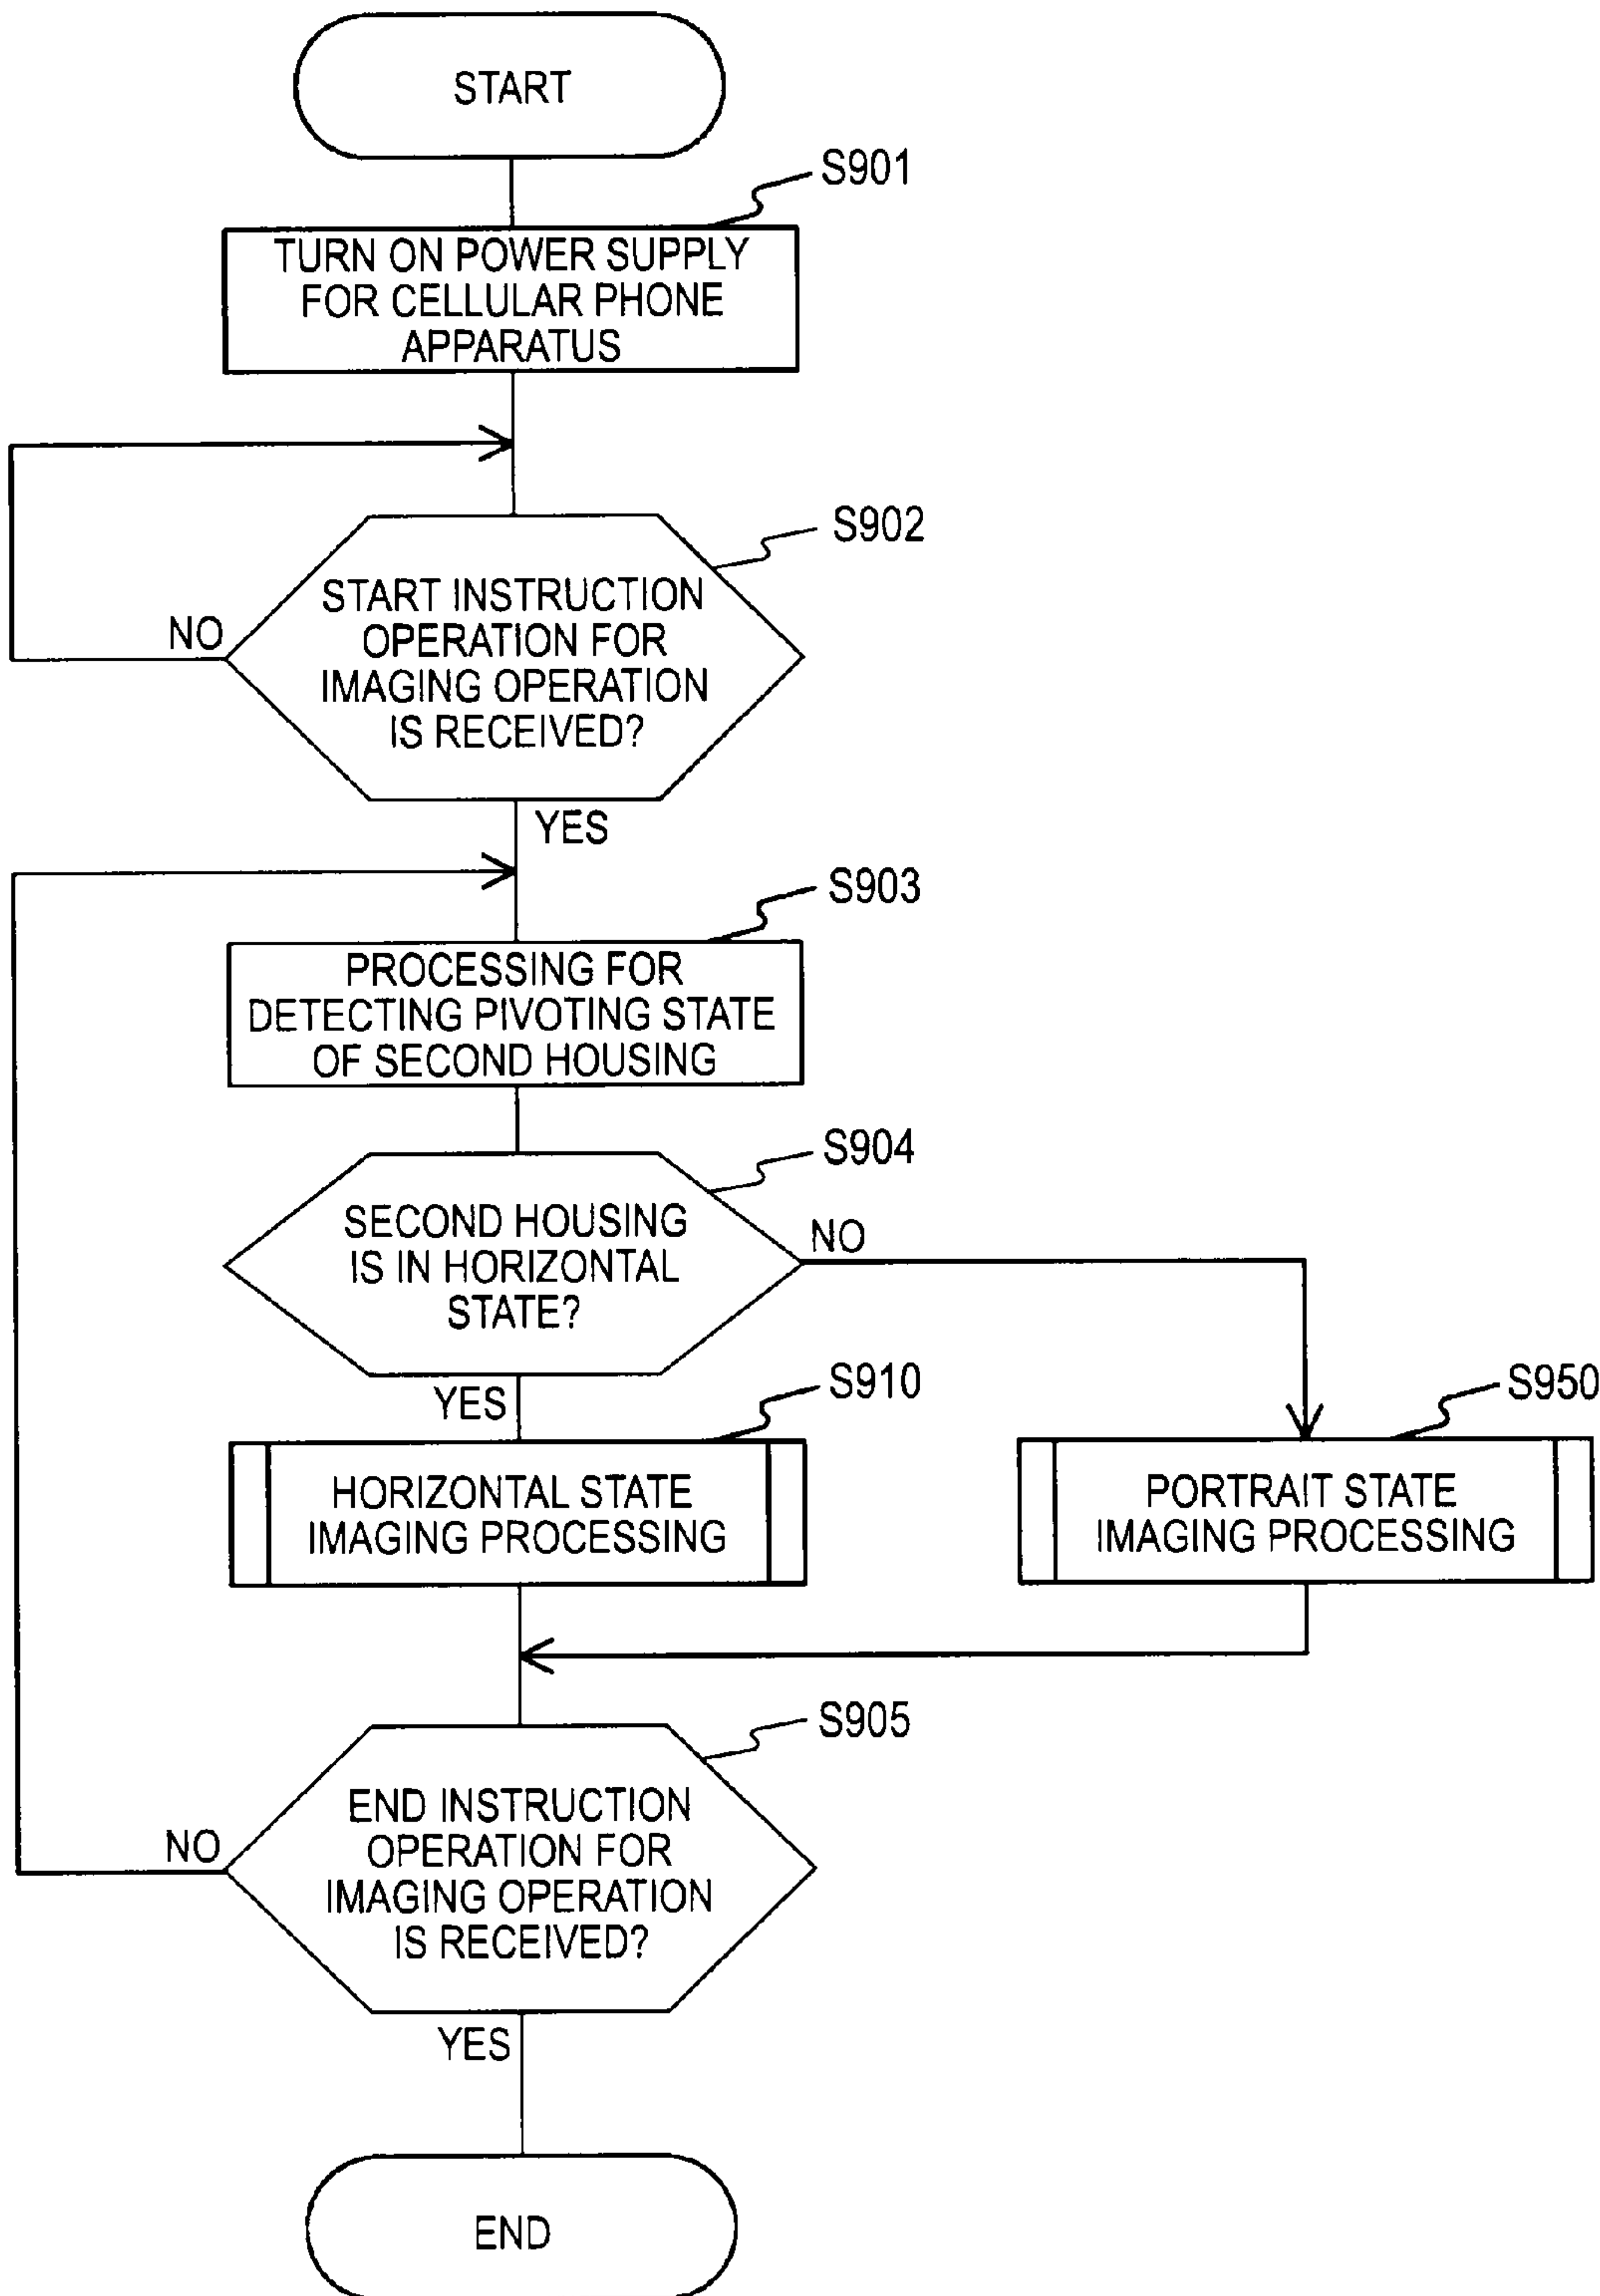 START
S901
TURN ON POWER SUPPLY
FOR CELLULAR PHONE
APPARATUS
S902
START INSTRUCTION
OPERATION FOR
IMAGING OPERATION
IS RECEIVED?
NO
YES
S903
PROCESSING FOR
DETECTING PIVOTING STATE
OF SECOND HOUSING
S904
SECOND HOUSING
IS IN HORIZONTAL
STATE?
NO
YES
S910
HORIZONTAL STATE
IMAGING PROCESSING
S950
PORTRAIT STATE
IMAGING PROCESSING
S905
END INSTRUCTION
OPERATION FOR
IMAGING OPERATION
IS RECEIVED?
NO
YES
END